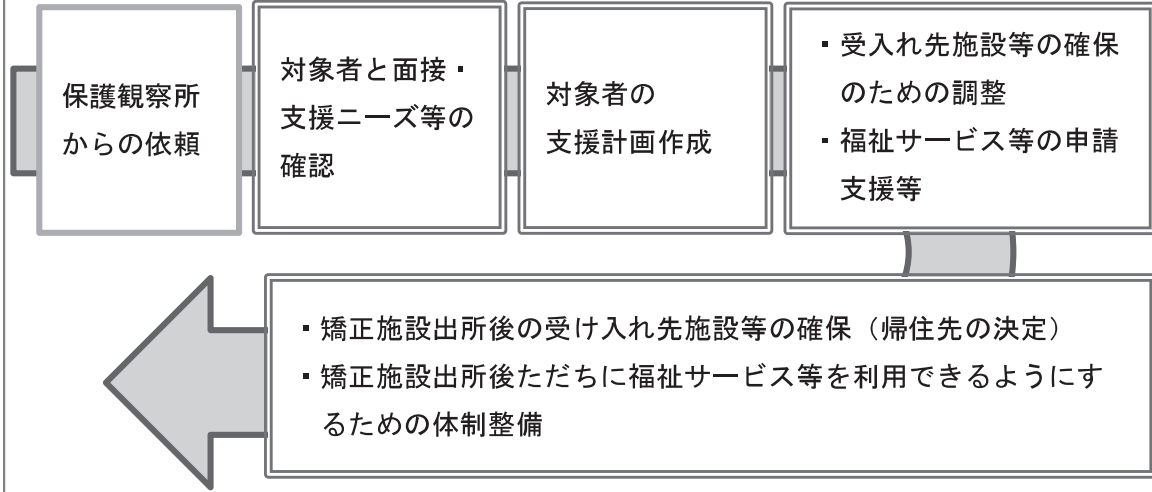 保護観察所
からの依頼
対象者と面接・
支援ニーズ等の
確認
対象者の
支援計画作成
・受入れ先施設等の確保
のための調整
・福祉サービス等の申請
支援等
・矯正施設出所後の受け入れ先施設等の確保（帰住先の決定）
・矯正施設出所後ただちに福祉サービス等を利用できるようにす
るための体制整備